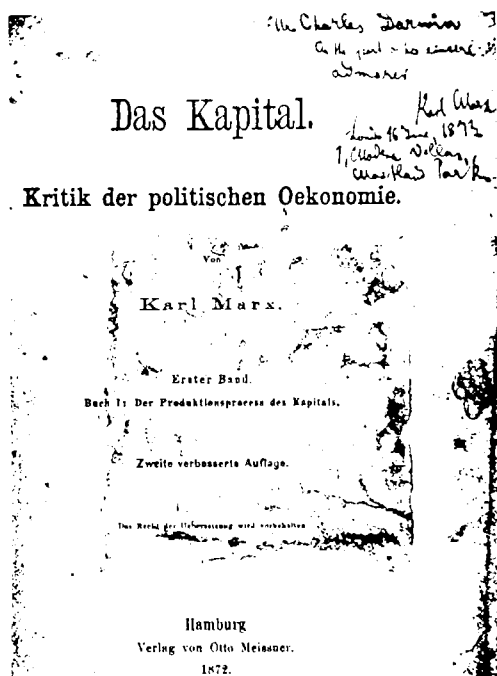 Mr Charles Darwin
On the part of his sincere
admirer
Karl Marx
London 16 June, 1873
1, Modena Villas,
Maitland Park
Das Kapital.
Kritik der politischen Oekonomie.
Von
Karl Marx.
Erster Band.
Buch I: Der Produktionsprocess des Kapitals.
Zweite verbesserte Auflage.
Das Recht der Uebersetzung wird vorbehalten
Hamburg
Verlag von Otto Meissner.
1872.